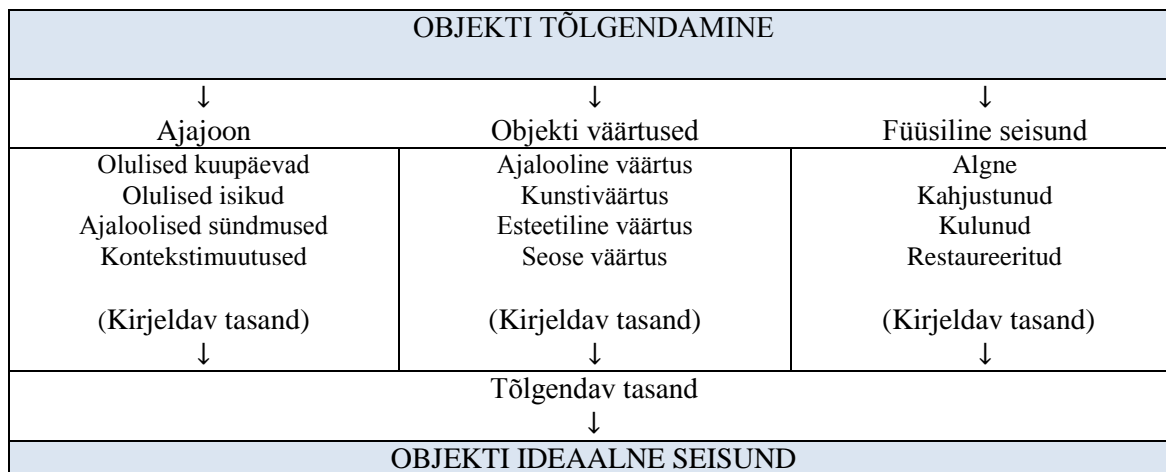 OBJEKTI TÕLGENDAMINE
↓
Ajajoon
↓
Objekti väärtused
↓
Füüsiline seisund
Olulised kuupäevad
Olulised isikud
Ajaloolised sündmused
Kontekstimuutused
(Kirjeldav tasand)
↓
Ajalooline väärtus
Kunstiväärtus
Esteetiline väärtus
Seose väärtus
(Kirjeldav tasand)
↓
Algne
Kahjustunud
Kulunud
Restaureeritud
(Kirjeldav tasand)
↓
Tõlgendav tasand
↓
OBJEKTI IDEAALNE SEISUND